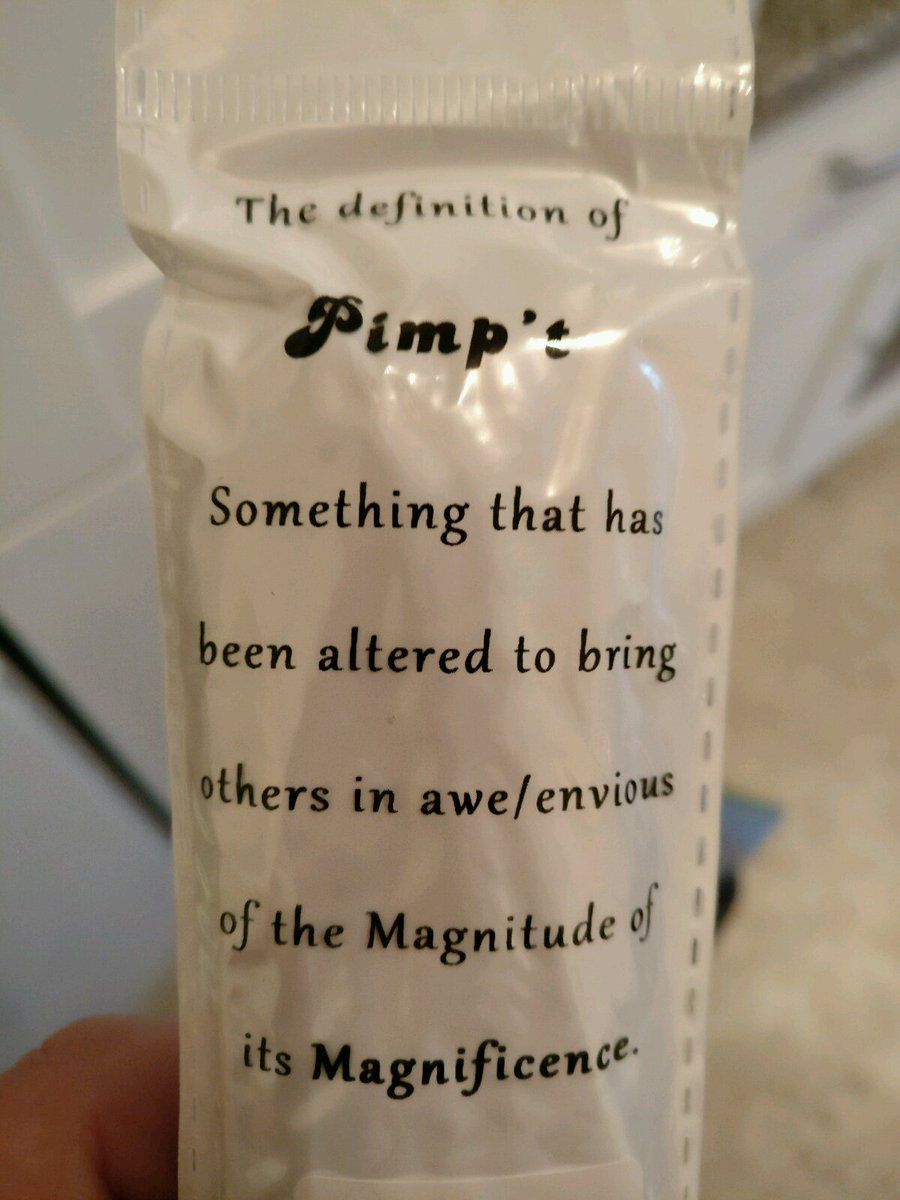 The definition of
Pimp't
Something that has
been altered to bring
others in awe/envious
of the Magnitude of
its Magnificence.